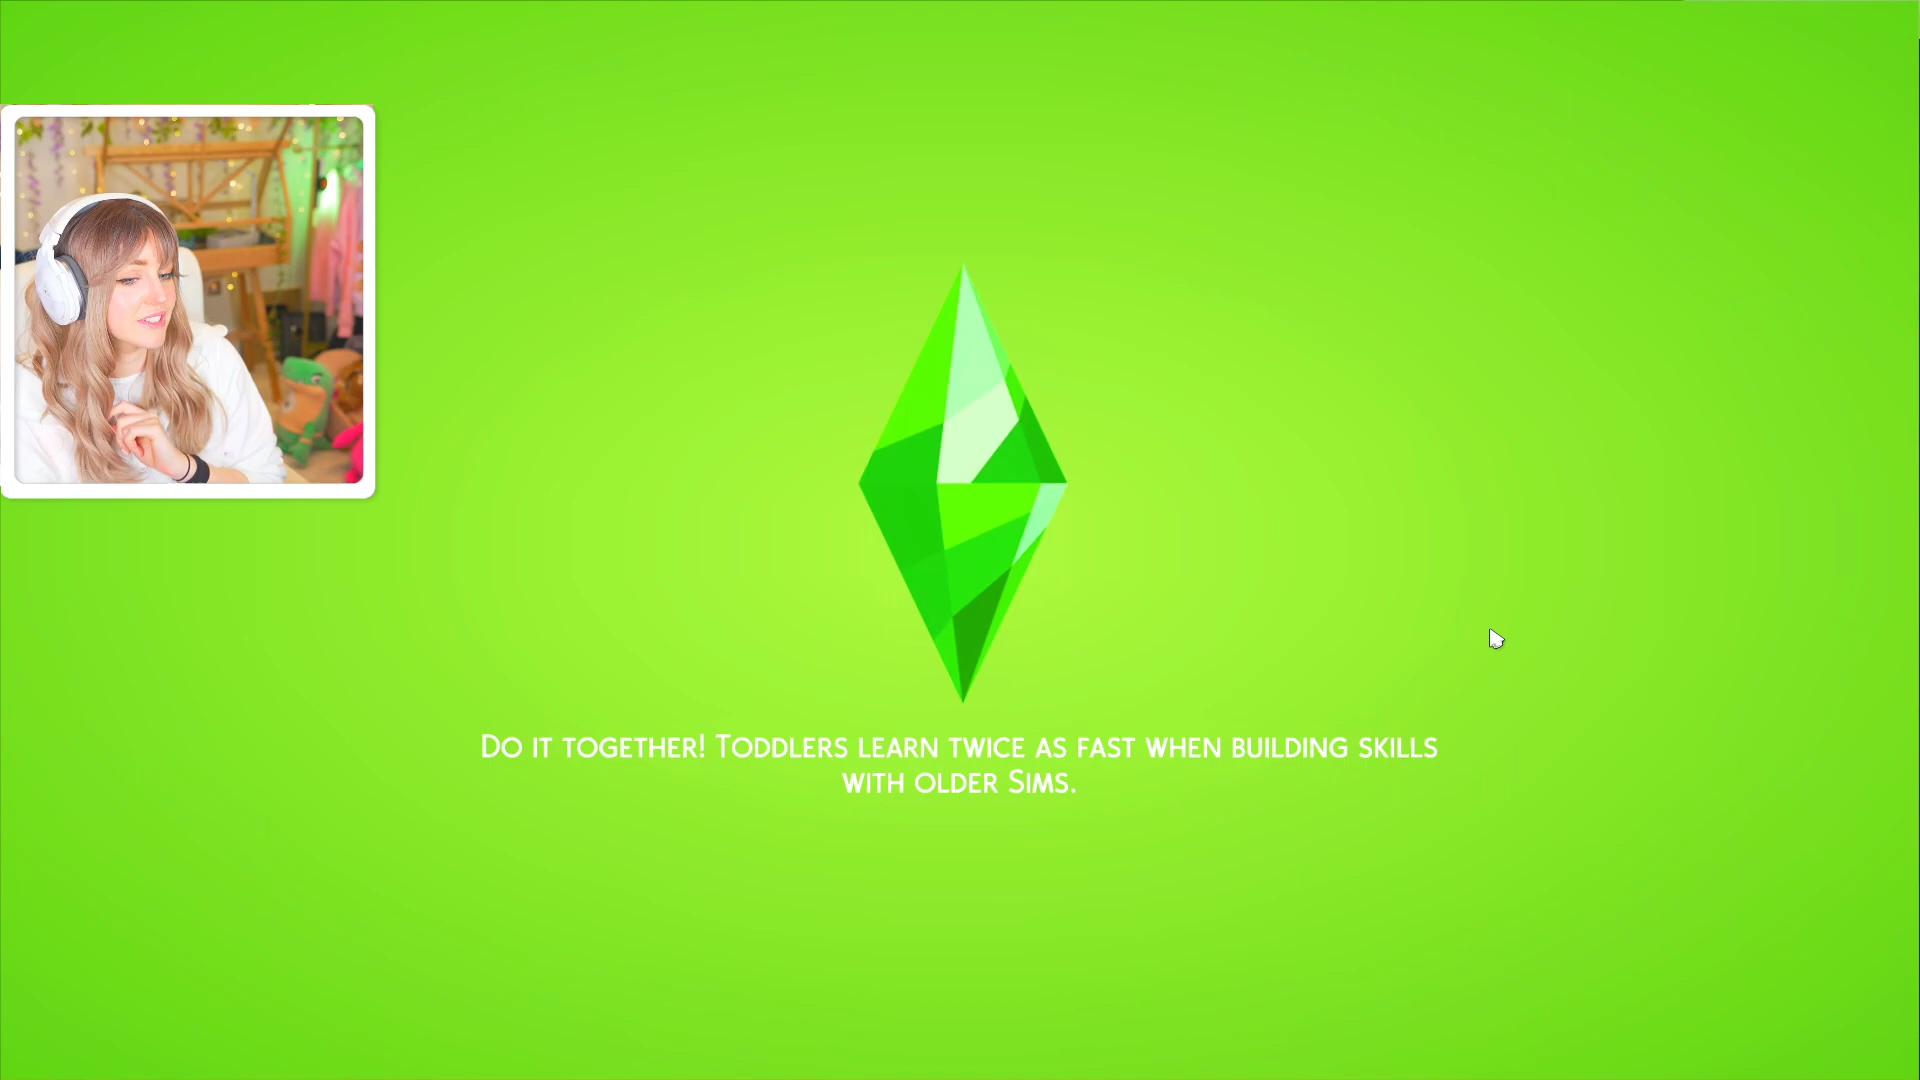 Do it together! Toddlers learn twice as fast when building skills
with older Sims.